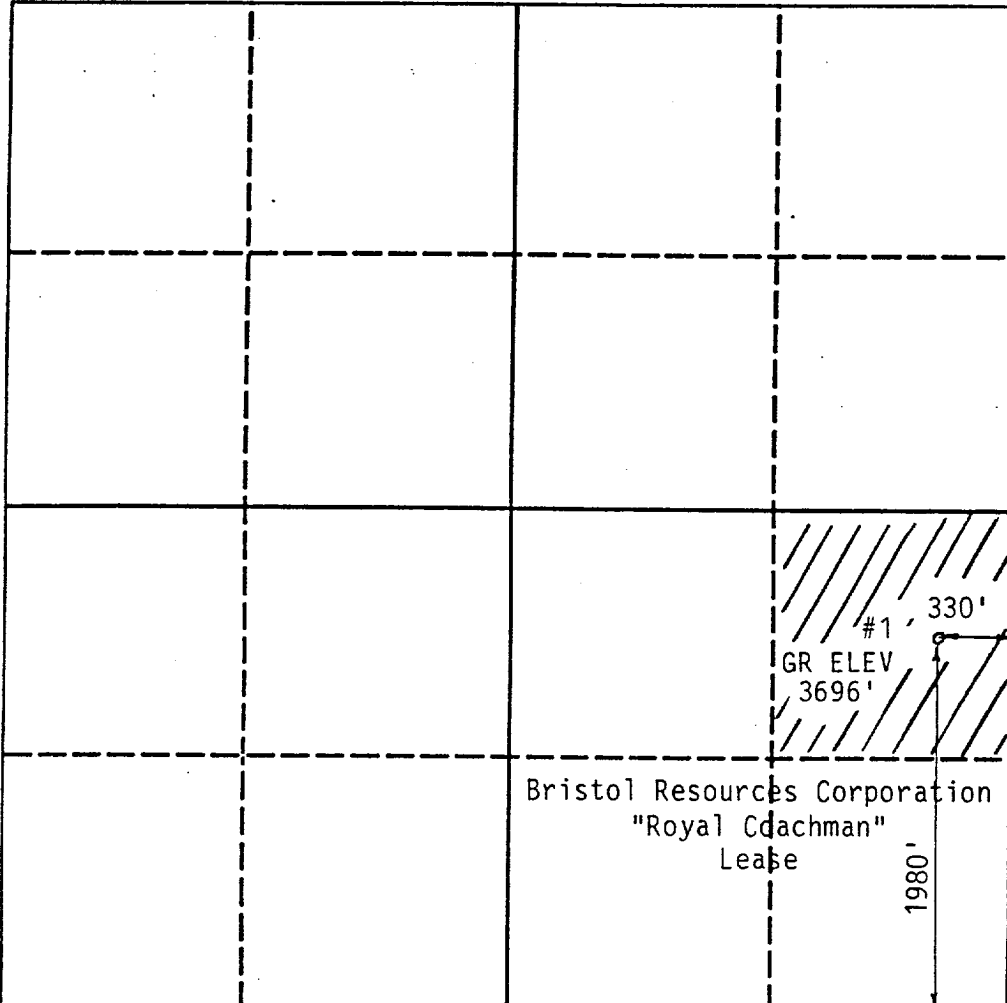 330'
#1
GR ELEV
3696'
Bristol Resources Corporation
"Royal Coachman"
Lease
1980'